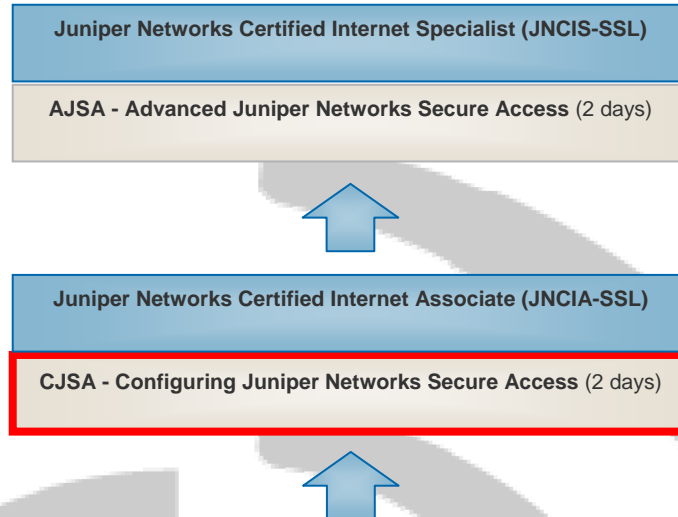 Juniper Networks Certified Internet Specialist (JNCIS-SSL)
AJSA - Advanced Juniper Networks Secure Access (2 days)
Juniper Networks Certified Internet Associate (JNCIA-SSL)
CJSA - Configuring Juniper Networks Secure Access (2 days)